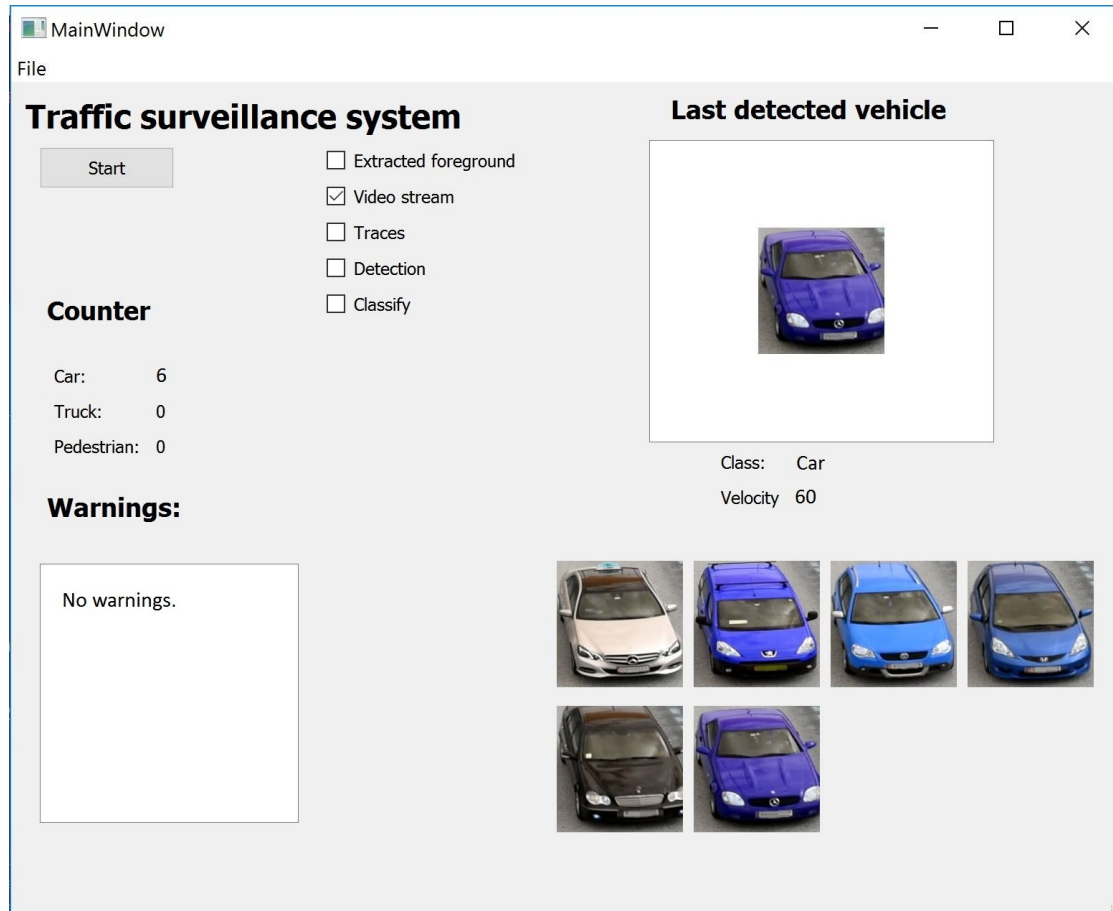 MainWindow
File
Traffic surveillance system
Start
Extracted foreground
Video stream
Traces
Detection
Classify
Counter
Car: 6
Truck: 0
Pedestrian: 0
Warnings:
No warnings.
Last detected vehicle
Class: Car
Velocity 60